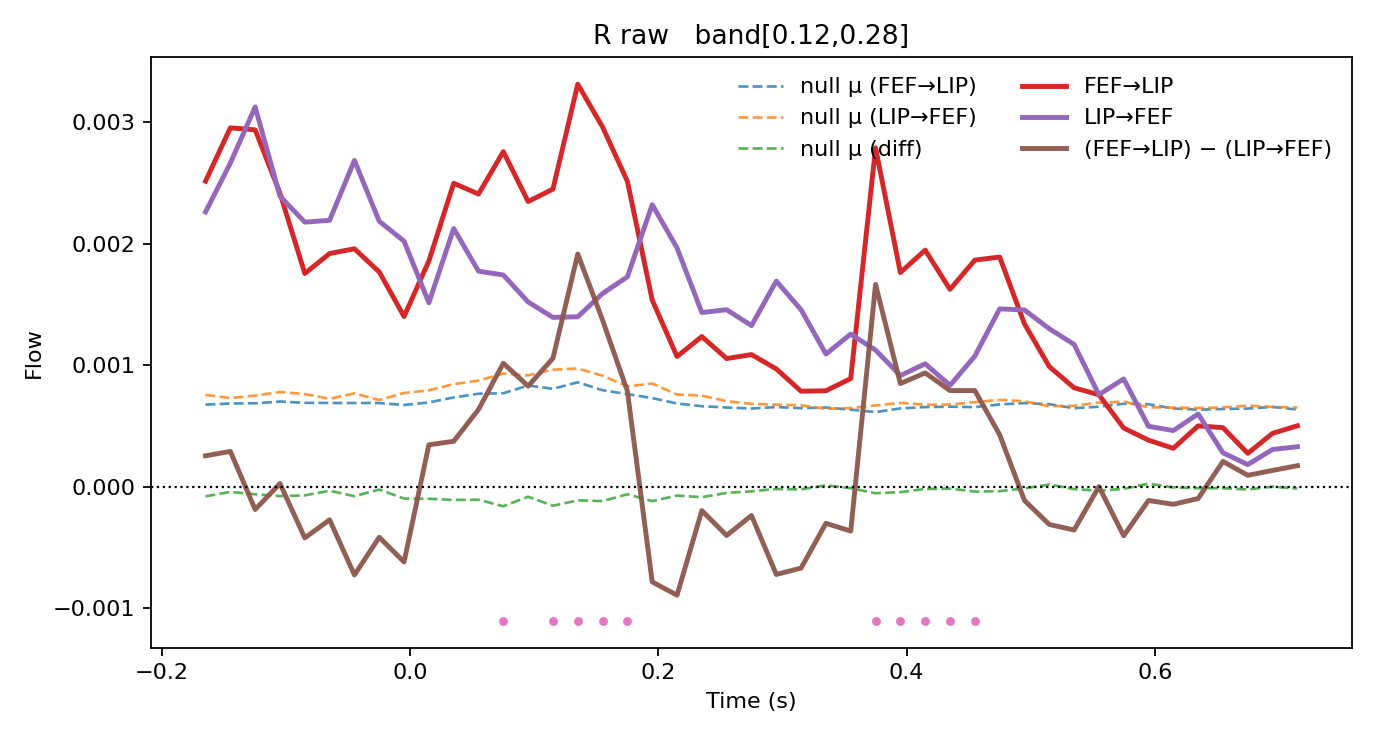 R raw   band[0.12,0.28]
null μ (FEF→LIP)
null μ (LIP→FEF)
null μ (diff)
FEF→LIP
LIP→FEF
(FEF→LIP) − (LIP→FEF)
Flow
0.003
0.002
0.001
0.000
−0.001
−0.2 0.0 0.2 0.4 0.6
Time (s)